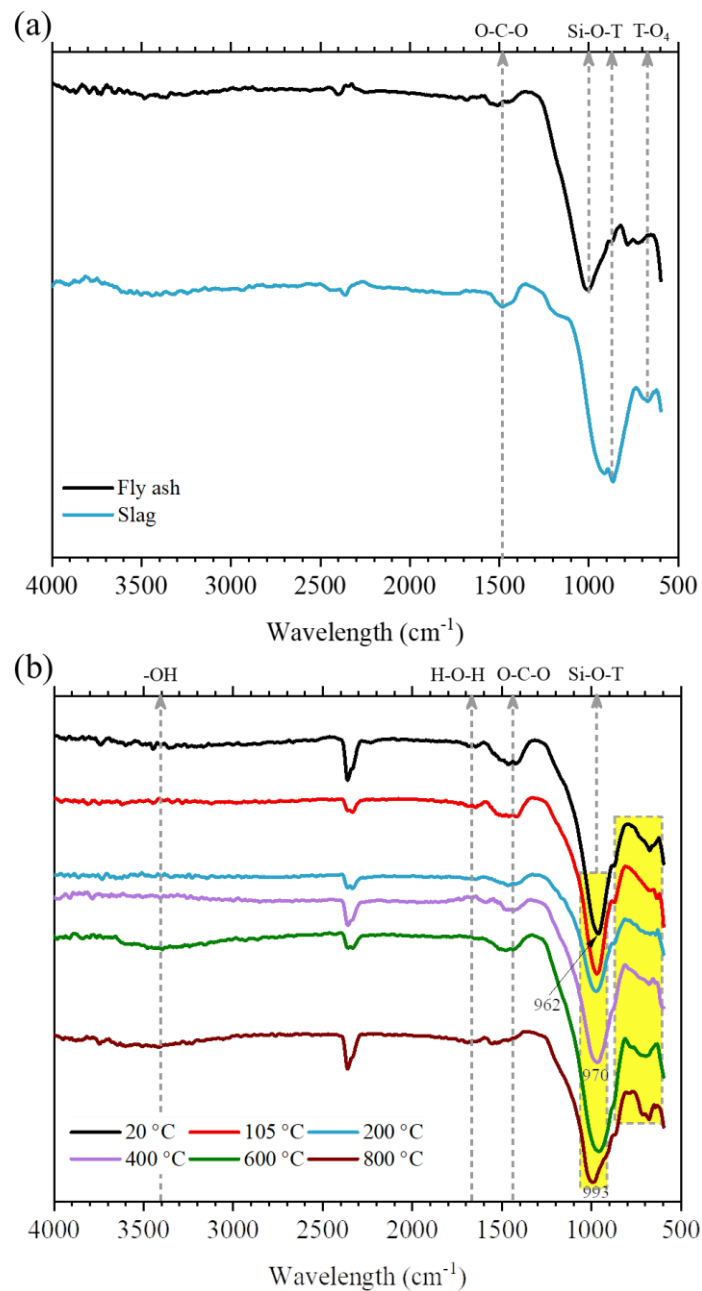 (a)
O-C-O Si-O-T T-O₄
Fly ash
Slag
4000 3500 3000 2500 2000 1500 1000 500
Wavelength (cm⁻¹)
(b)
-OH H-O-H O-C-O Si-O-T
962
970
20 °C 105 °C 200 °C
400 °C 600 °C 800 °C
993
4000 3500 3000 2500 2000 1500 1000 500
Wavelength (cm⁻¹)